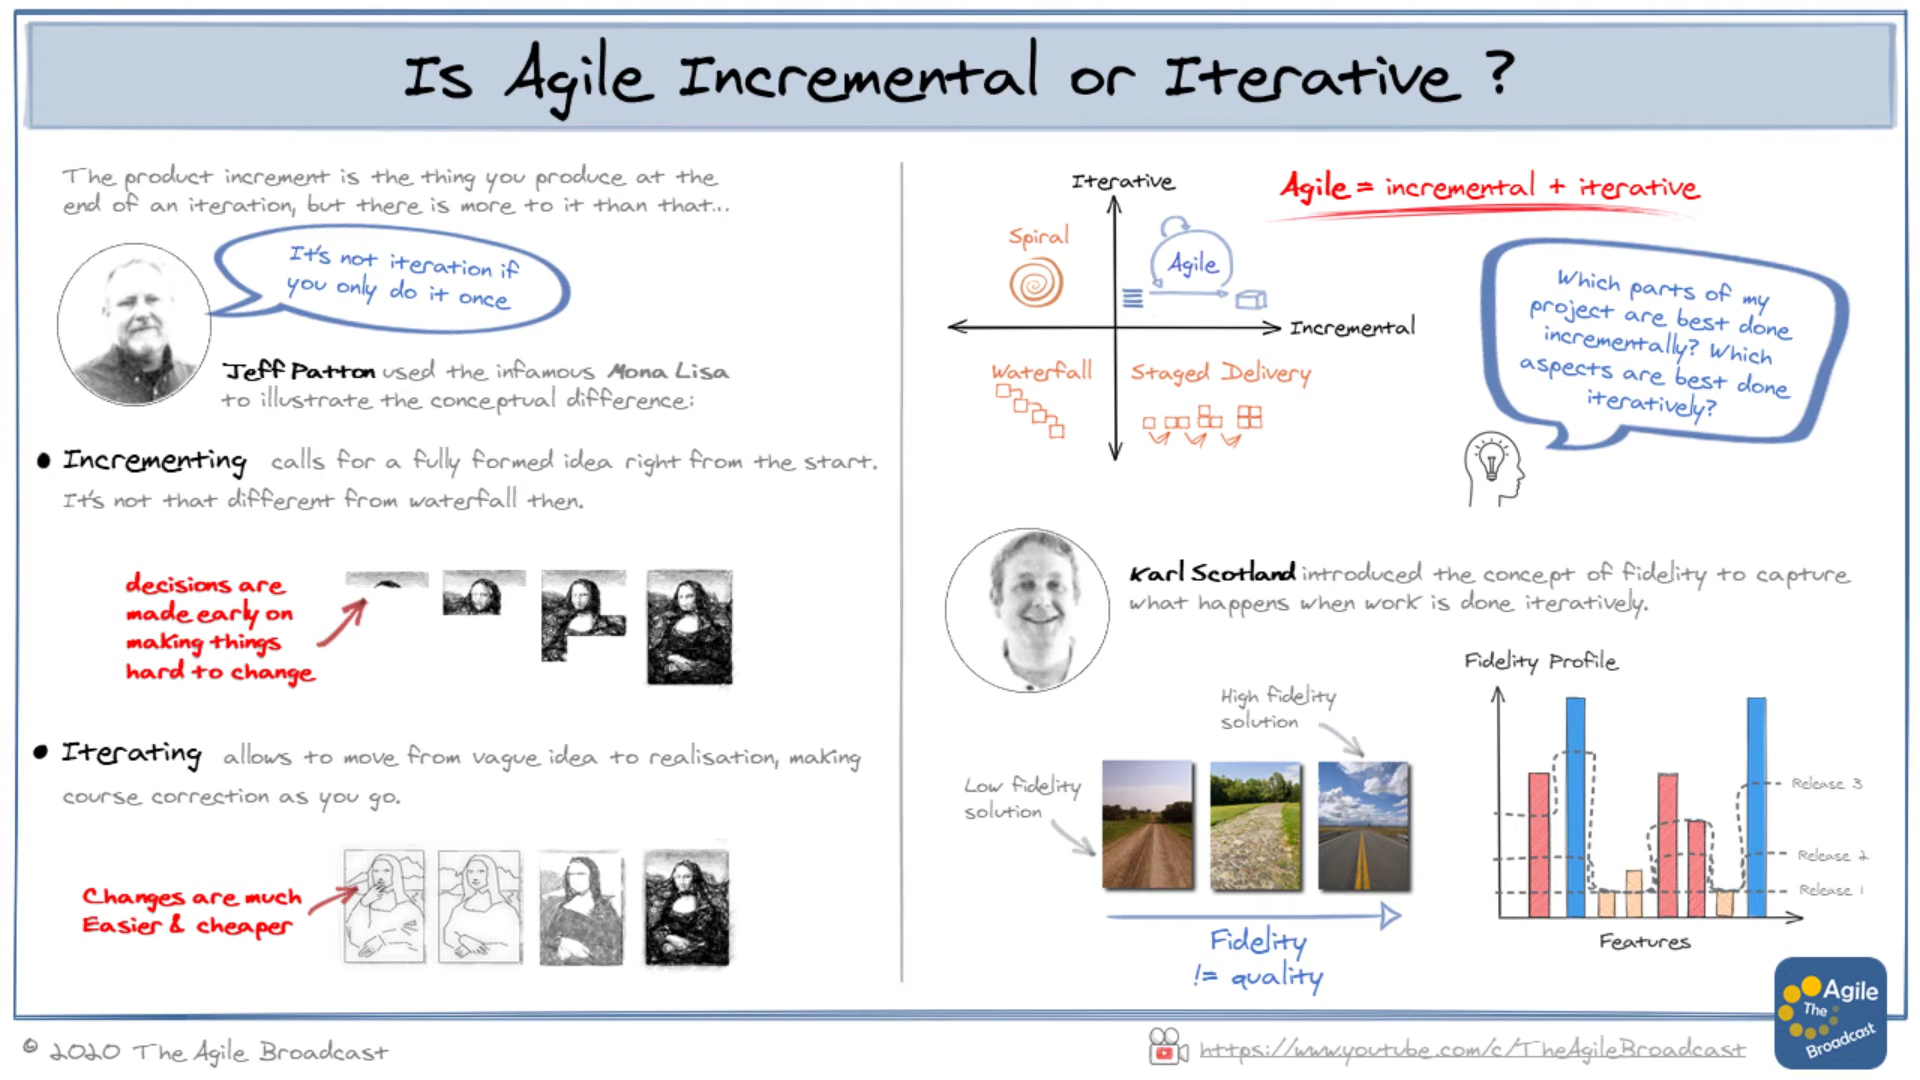 Is Agile Incremental or Iterative ?
The product increment is the thing you produce at the
end of an iteration, but there is more to it than that...
It's not iteration if
you only do it once
Jeff Patton used the infamous Mona Lisa
to illustrate the conceptual difference:
• Incrementing calls for a fully formed idea right from the start.
It's not that different from waterfall then.
decisions are
made early on
making things
hard to change
• Iterating allows to move from vague idea to realisation, making
course correction as you go.
Changes are much
Easier & cheaper
Iterative
Agile = incremental + iterative
Spiral
Agile
Incremental
Waterfall
Staged Delivery
Which parts of my
project are best done
incrementally? Which
aspects are best done
iteratively?
Karl Scotland introduced the concept of fidelity to capture
what happens when work is done iteratively.
Low fidelity
solution
High fidelity
solution
Fidelity
!= quality
Fidelity Profile
Release 3
Release 2
Release 1
Features
Agile
The
Broadcast
© 2020 The Agile Broadcast
https://www.youtube.com/c/TheAgileBroadcast